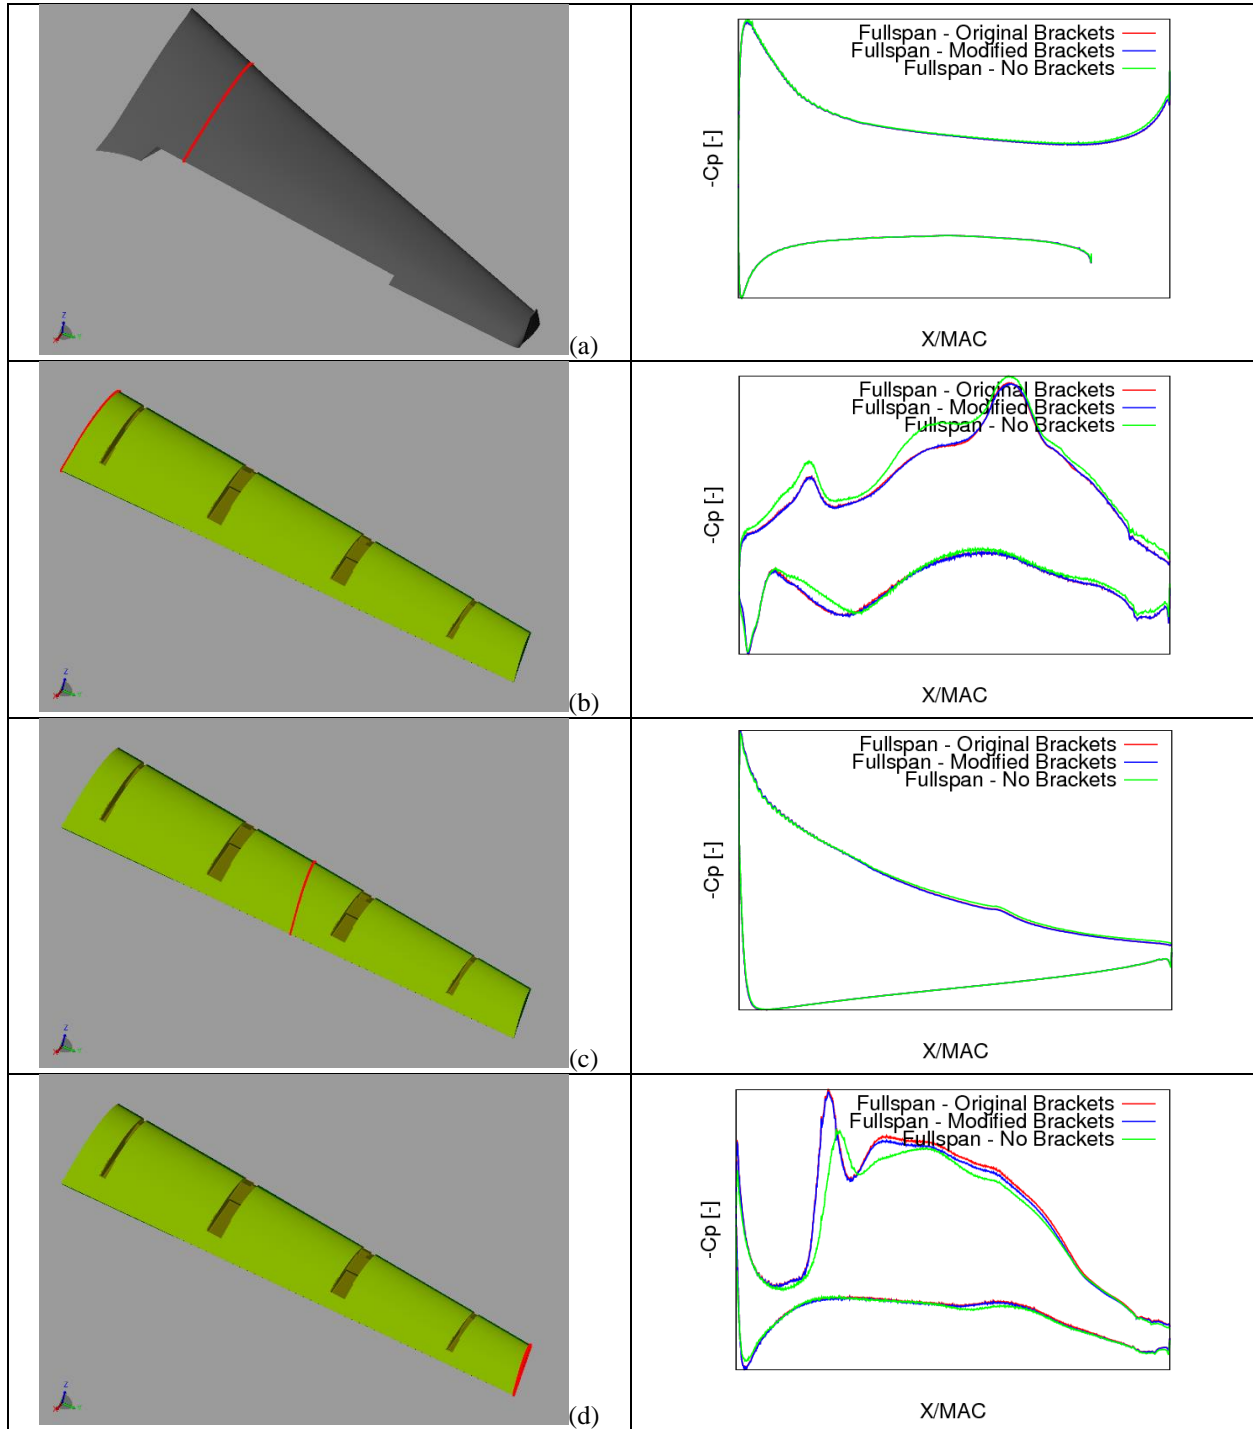 Fullspan - Original Brackets
Fullspan - Modified Brackets
Fullspan - No Brackets
-Cp [-]
X/MAC
Z
X
Y
(a)
Fullspan - Original Brackets
Fullspan - Modified Brackets
Fullspan - No Brackets
-Cp [-]
X/MAC
Z
X
Y
(b)
Fullspan - Original Brackets
Fullspan - Modified Brackets
Fullspan - No Brackets
-Cp [-]
X/MAC
Z
X
Y
(c)
Fullspan - Original Brackets
Fullspan - Modified Brackets
Fullspan - No Brackets
-Cp [-]
X/MAC
Z
X
Y
(d)